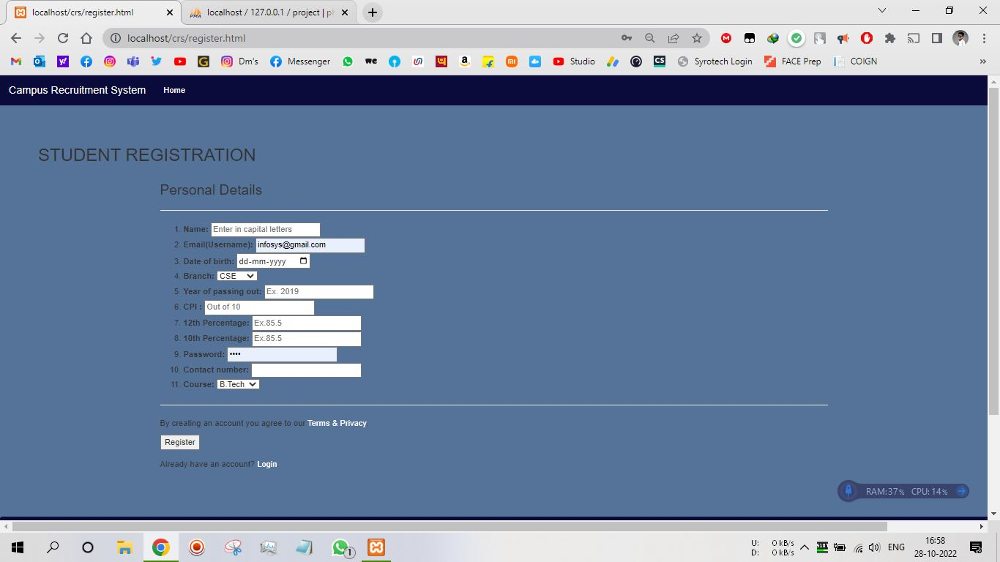 localhost/crs/register.html
localhost / 127.0.0.1 / project | ph
localhost/crs/register.html
Dm's Messenger Studio Syrotech Login FACE Prep COIGN
Campus Recruitment System Home
STUDENT REGISTRATION
Personal Details
1. Name: Enter in capital letters
2. Email(Username): infosys@gmail.com
3. Date of birth: dd-mm-yyyy
4. Branch: CSE
5. Year of passing out: Ex. 2019
6. CPI : Out of 10
7. 12th Percentage: Ex.85.5
8. 10th Percentage: Ex.85.5
9. Password: ••••
10. Contact number:
11. Course: B.Tech
By creating an account you agree to our Terms & Privacy
Register
Already have an account? Login
RAM:37% CPU: 14%
U: 0 kB/s
D: 0 kB/s
ENG
16:58
28-10-2022